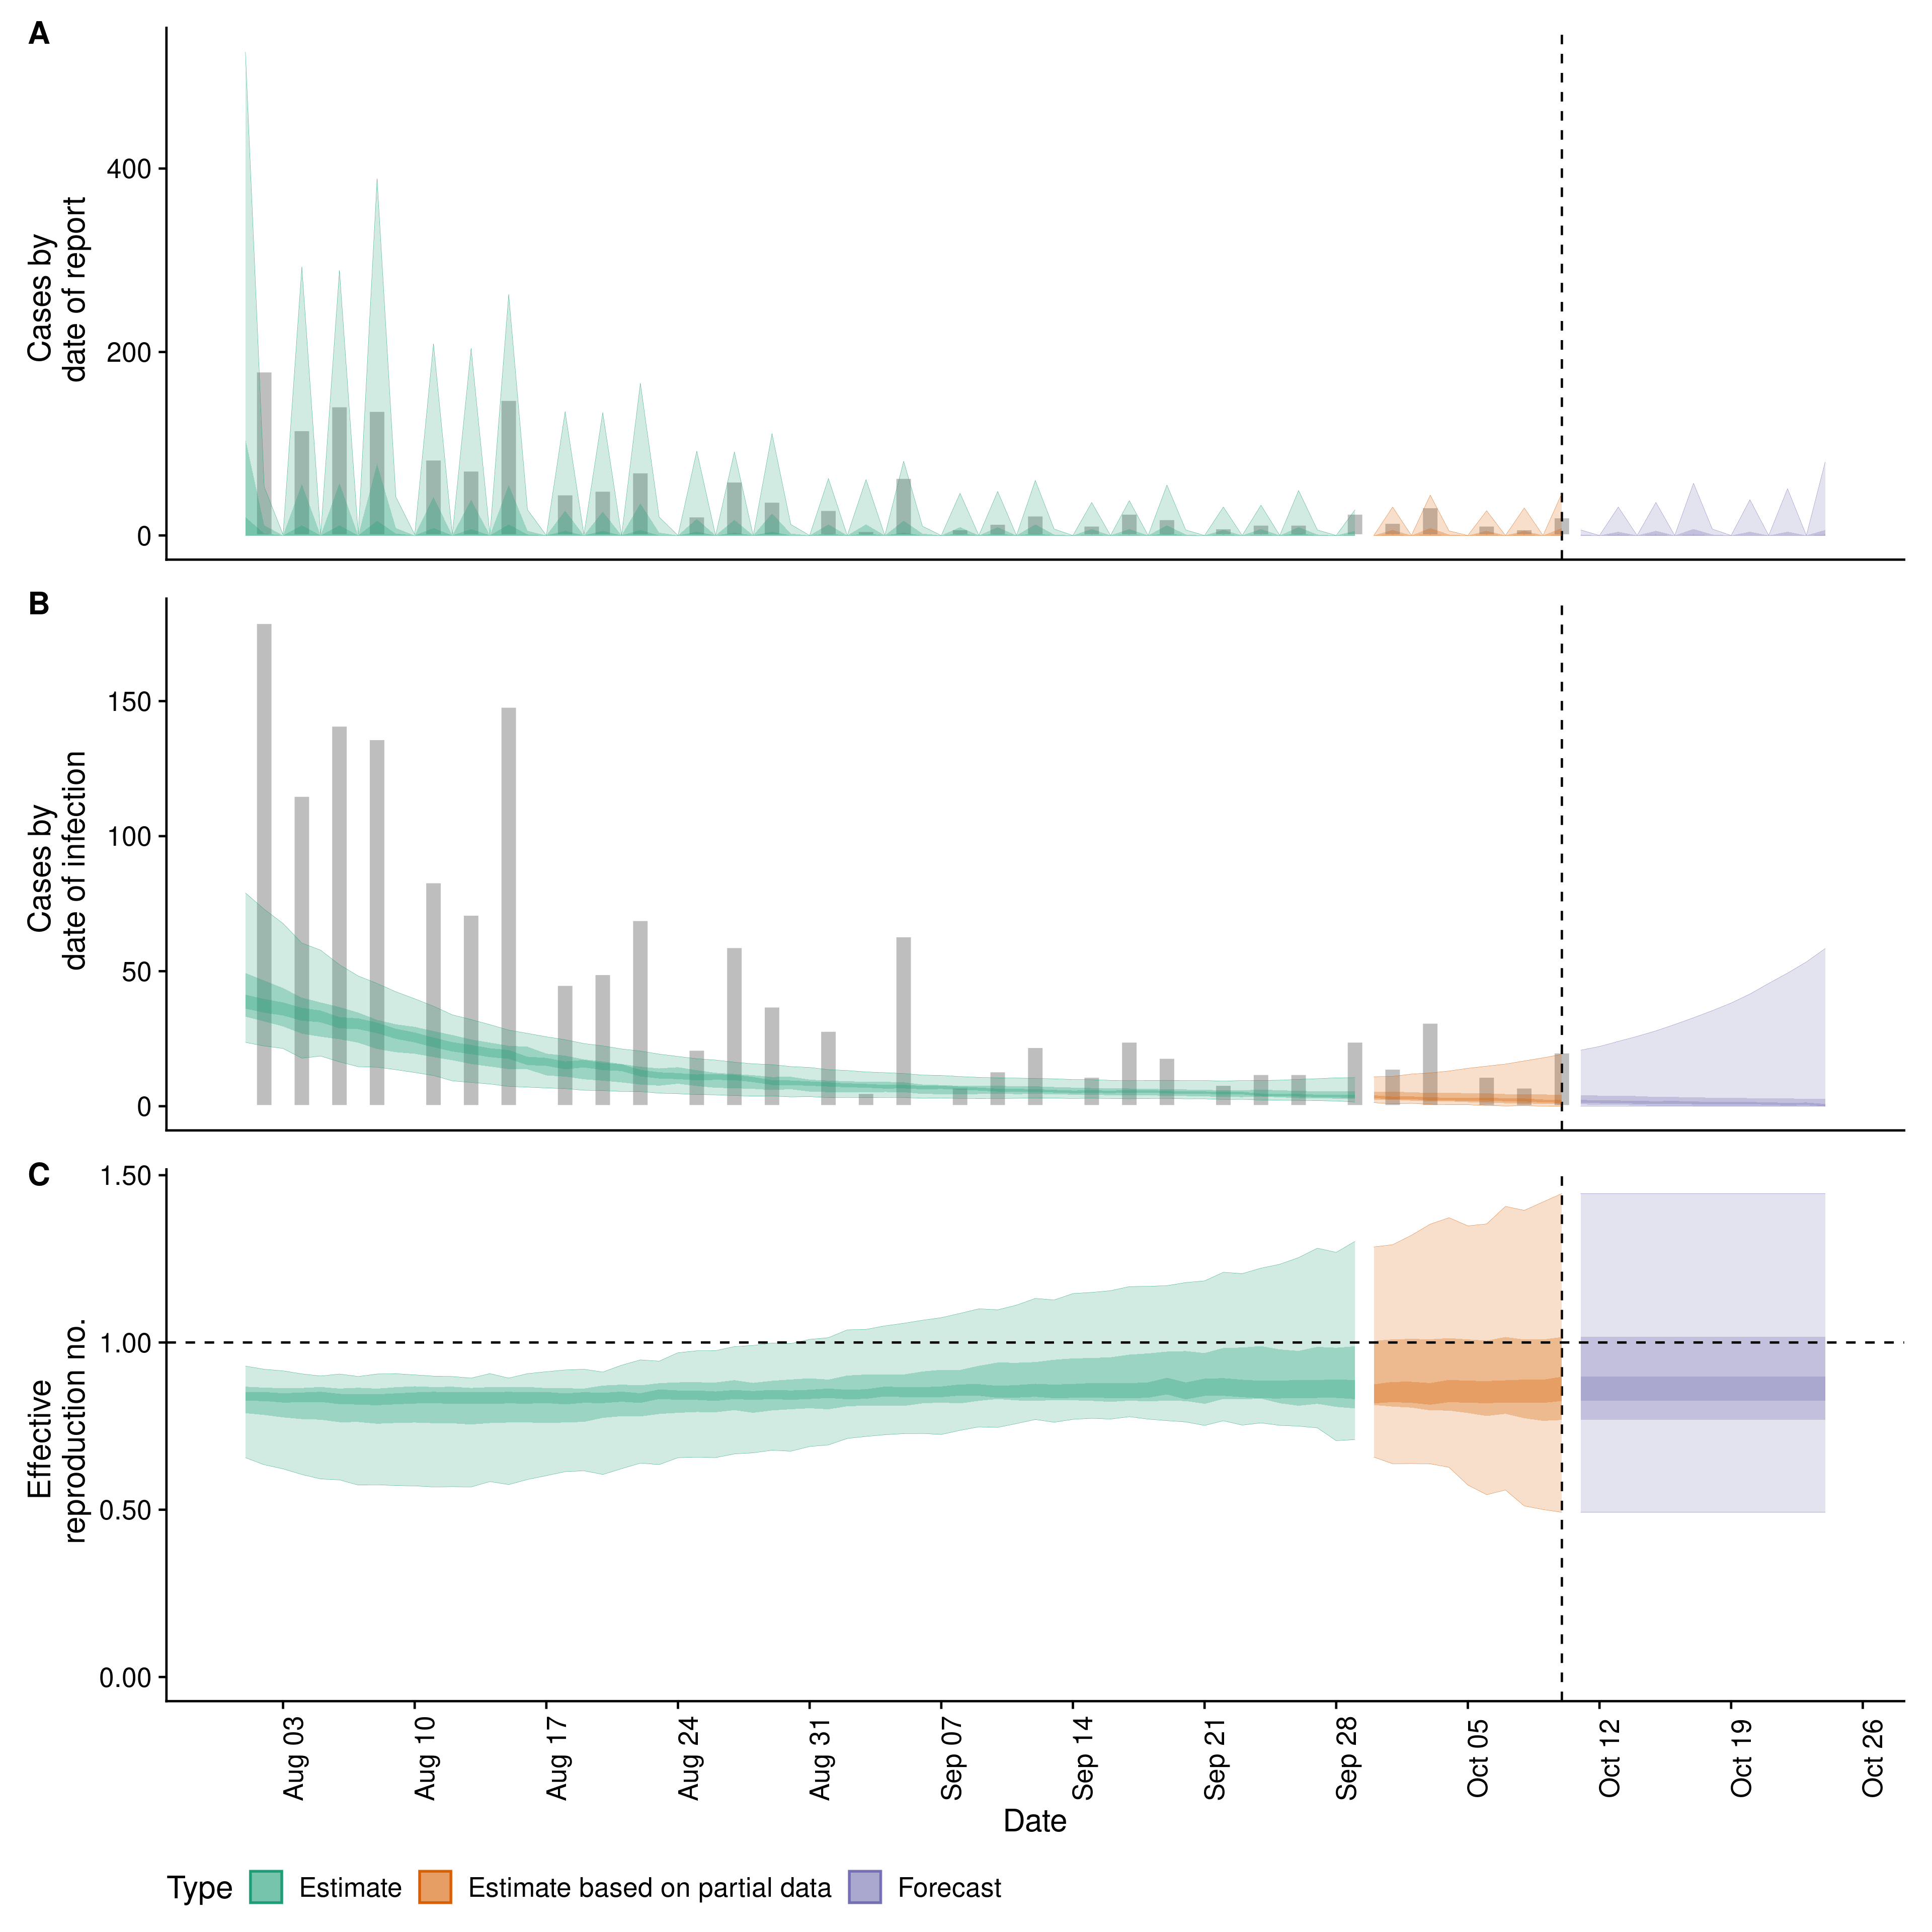 A
Cases by
date of report
400
200
0
B
Cases by
date of infection
150
100
50
0
C
Effective
reproduction no.
1.50
1.00
0.50
0.00
Aug 03
Aug 10
Aug 17
Aug 24
Aug 31
Sep 07
Sep 14
Sep 21
Sep 28
Oct 05
Oct 12
Oct 19
Oct 26
Date
Type Estimate Estimate based on partial data Forecast